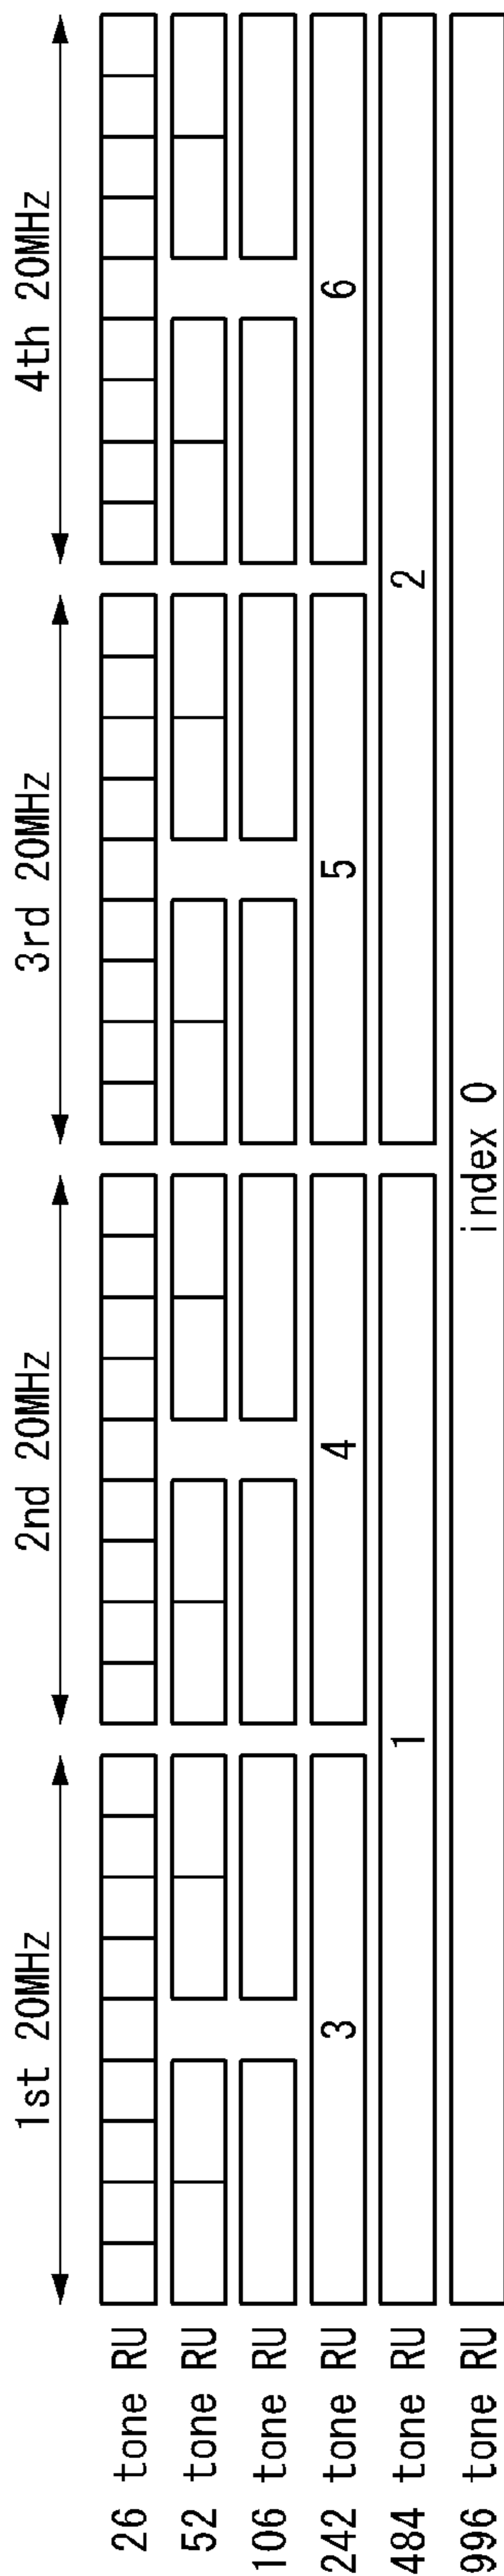 1st 20MHz 2nd 20MHz 3rd 20MHz 4th 20MHz
26 tone RU
52 tone RU
106 tone RU
242 tone RU 3 4 5 6
484 tone RU 1 2
996 tone RU index 0